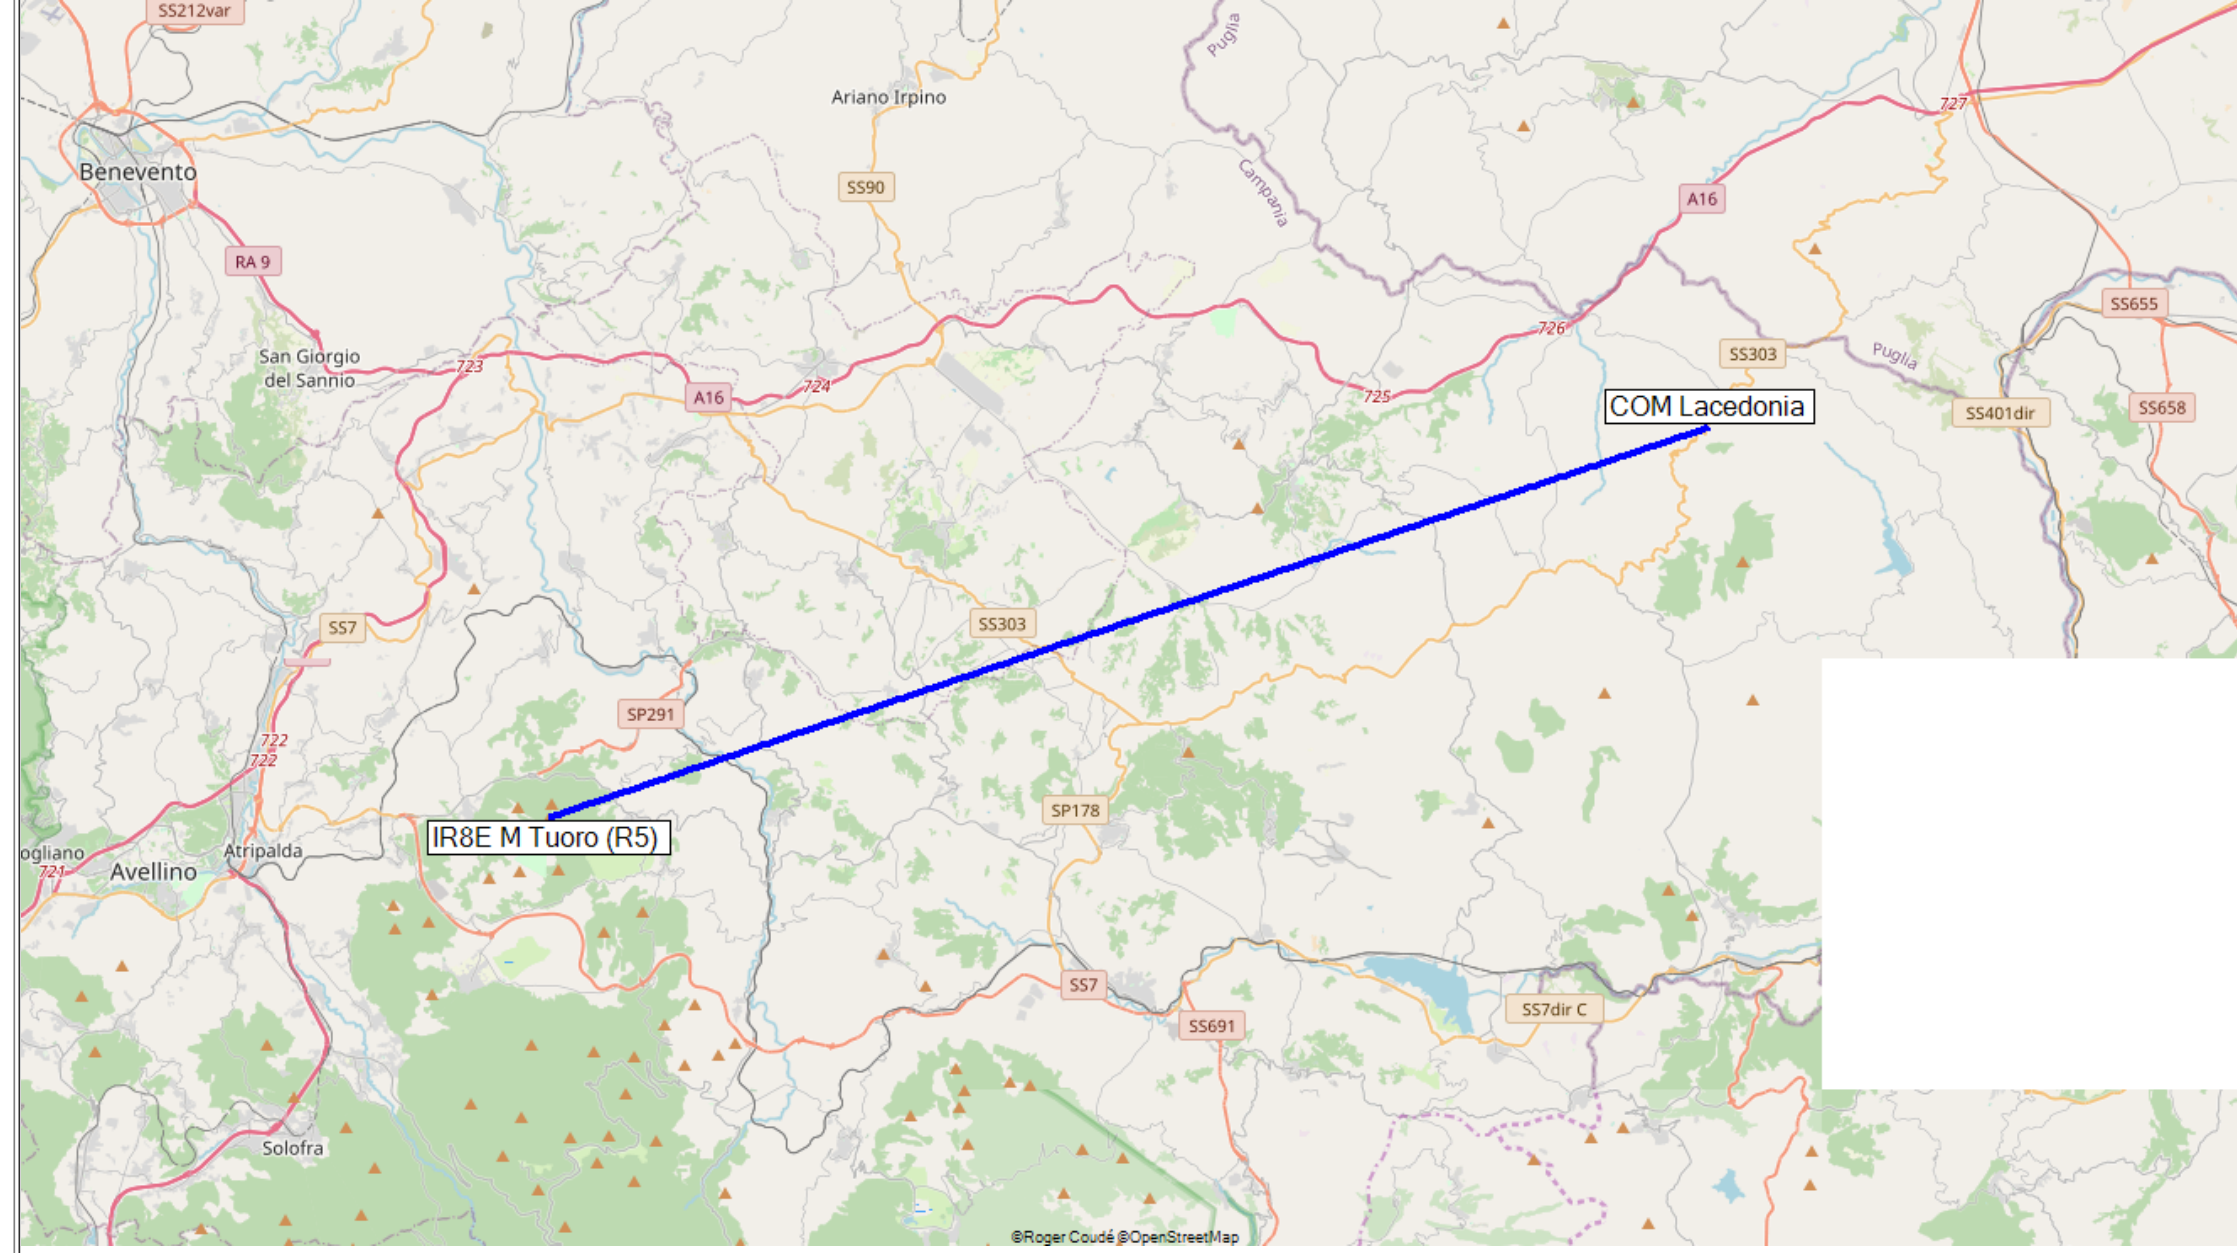 SS212var
Puglia
Ariano Irpino
727
Benevento
SS90
Campania
A16
RA 9
SS655
726
San Giorgio
del Sannio
723
SS303
Puglia
724
A16
725
COM Lacedonia
SS401dir
SS658
SS303
SS7
SP291
722
722
SP178
IR8E M Tuoro (R5)
ogliano
Atripalda
721
Avellino
SS7
SS7dir C
SS691
Solofra
©Roger Coudé @OpenStreetMap